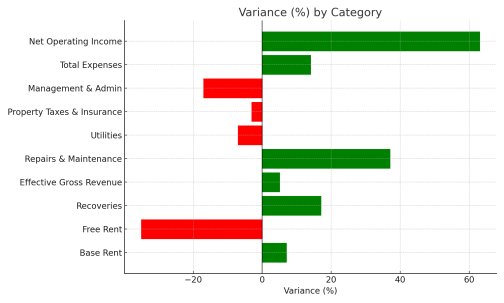 Variance (%) by Category
Net Operating Income
Total Expenses
Management & Admin
Property Taxes & Insurance
Utilities
Repairs & Maintenance
Effective Gross Revenue
Recoveries
Free Rent
Base Rent
−20 0 20 40 60
Variance (%)